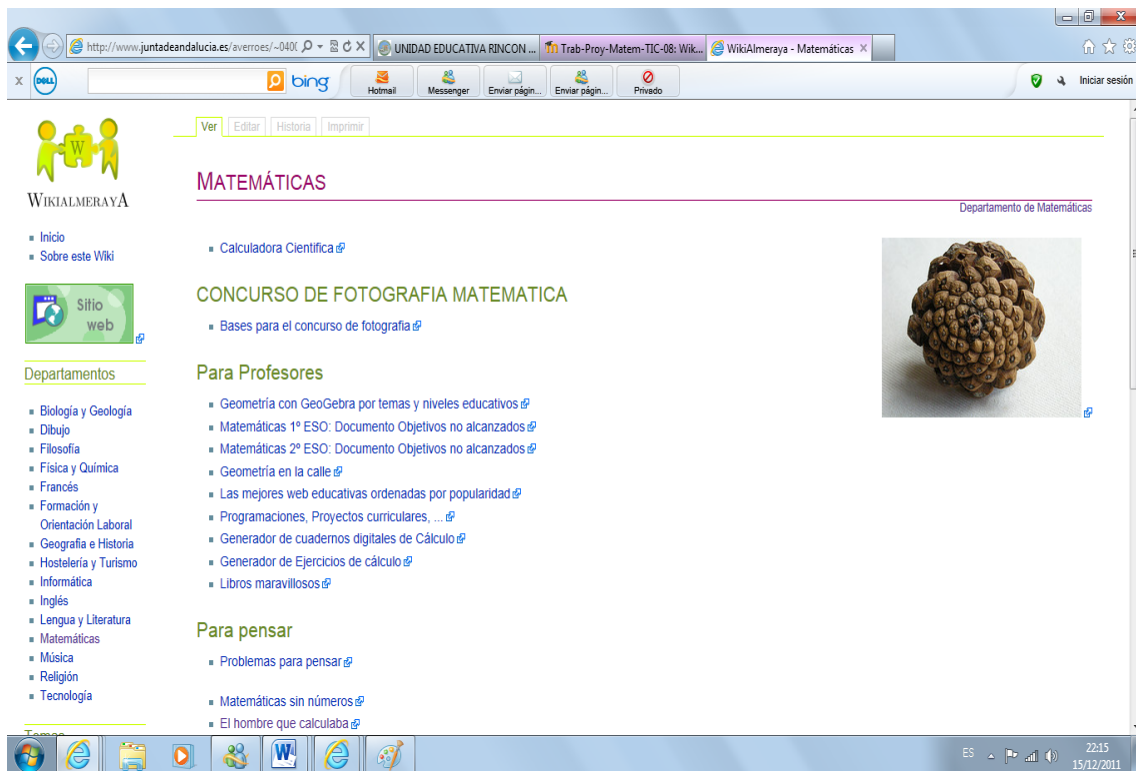 http://www.juntadeandalucia.es/averroes/~040(
UNIDAD EDUCATIVA RINCON ...
Trab-Proy-Matem-TIC-08: Wik...
WikiAlmeraya - Matemáticas
x
DELL
bing
Hotmail
Messenger
Enviar págin...
Enviar págin...
Privado
Iniciar sesión
W
WIKIALMERAYA
Inicio
Sobre este Wiki
Sitio
web
Departamentos
Biología y Geología
Dibujo
Filosofía
Física y Química
Francés
Formación y
Orientación Laboral
Geografia e Historia
Hostelería y Turismo
Informática
Inglés
Lengua y Literatura
Matemáticas
Música
Religión
Tecnología
Ver Editar Historia Imprimir
MATEMÁTICAS
Departamento de Matemáticas
Calculadora Cientifica
CONCURSO DE FOTOGRAFIA MATEMATICA
Bases para el concurso de fotografia
Para Profesores
Geometría con GeoGebra por temas y niveles educativos
Matemáticas 1º ESO: Documento Objetivos no alcanzados
Matemáticas 2º ESO: Documento Objetivos no alcanzados
Geometría en la calle
Las mejores web educativas ordenadas por popularidad
Programaciones, Proyectos curriculares, ...
Generador de cuadernos digitales de Cálculo
Generador de Ejercicios de cálculo
Libros maravillosos
Para pensar
Problemas para pensar
Matemáticas sin números
El hombre que calculaba
ES
22:15
15/12/2011